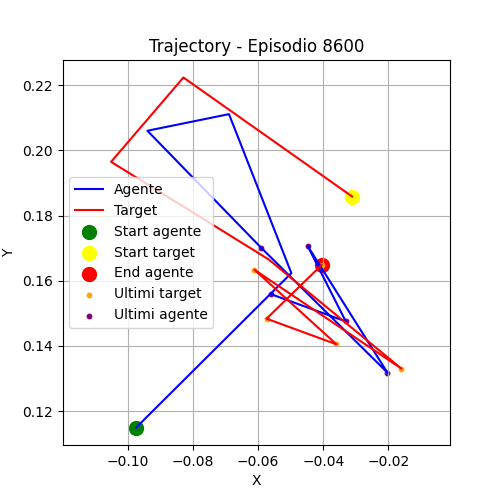 Trajectory - Episodio 8600
Y
0.22
0.20
0.18
0.16
0.14
0.12
Agente
Target
Start agente
Start target
End agente
Ultimi target
Ultimi agente
−0.10
−0.08
−0.06
−0.04
−0.02
X